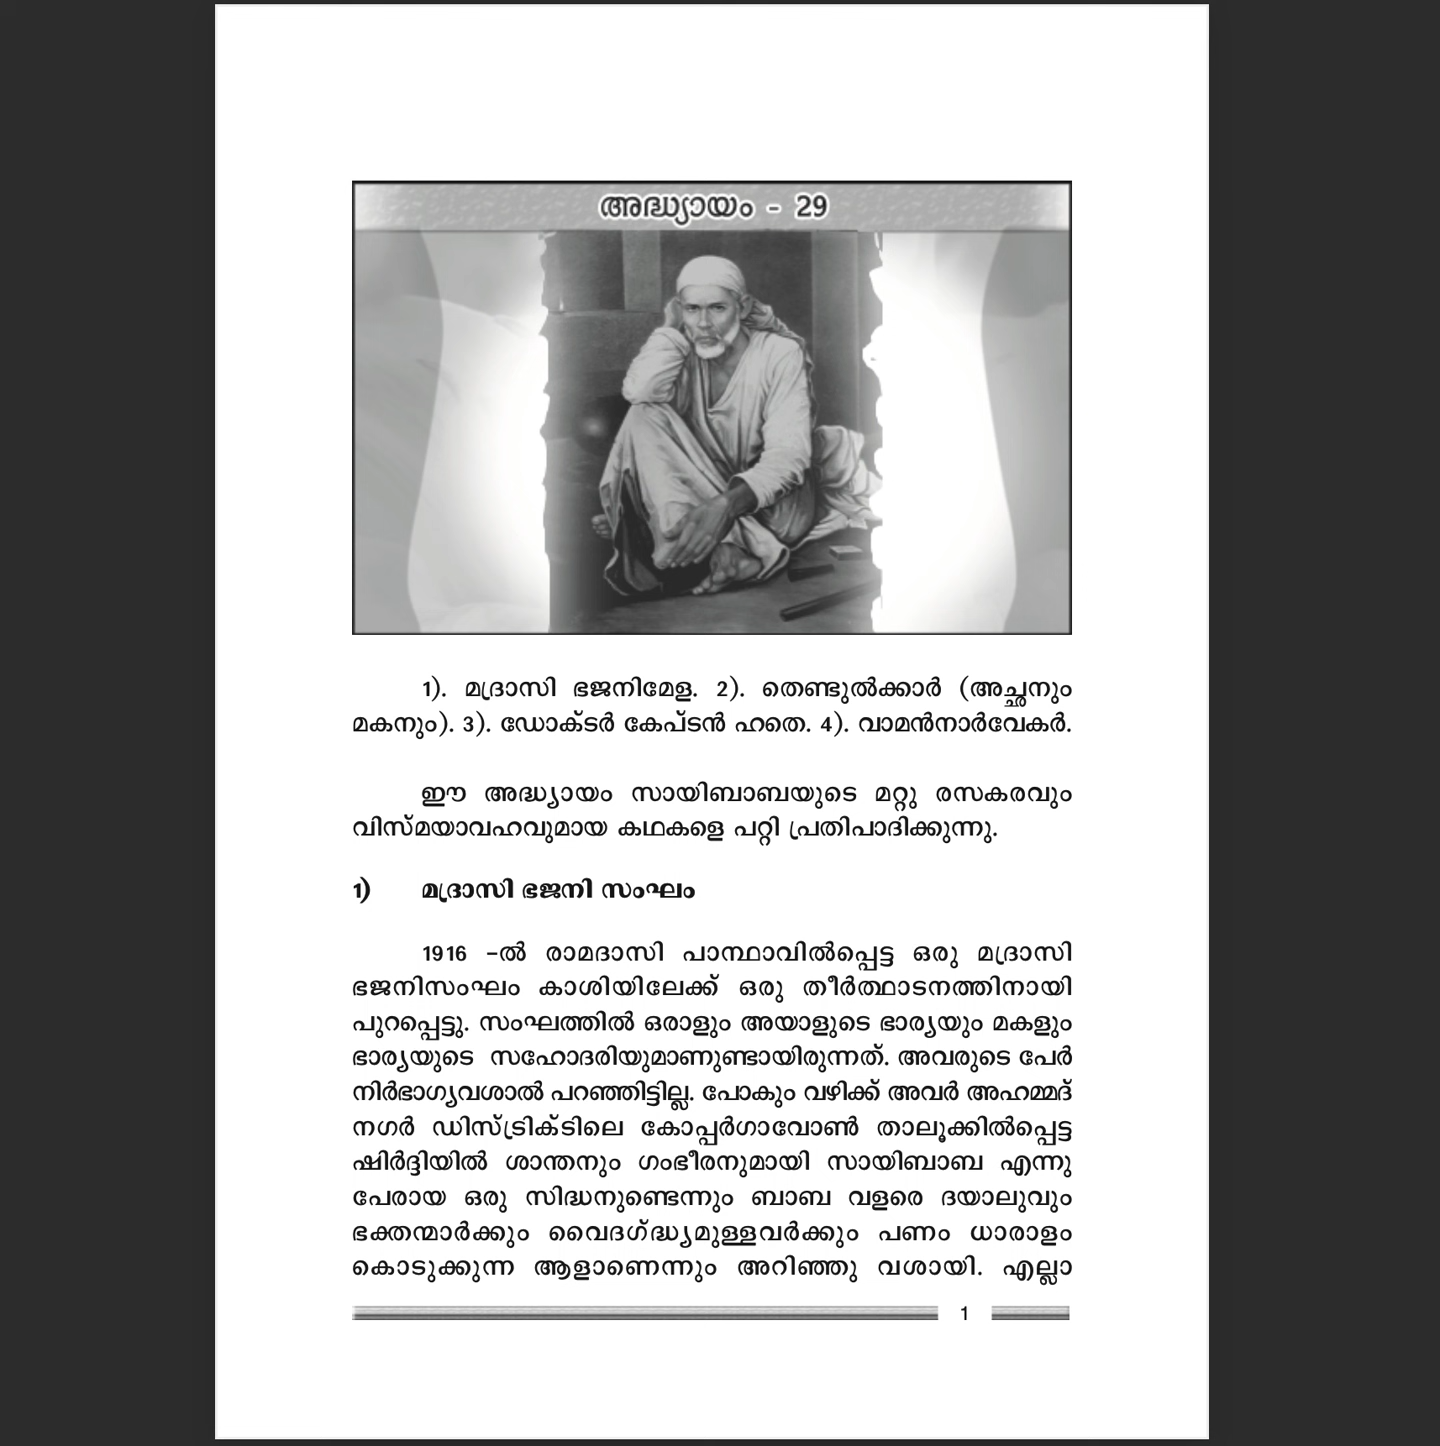 അദ്ധ്യായം - 29
1). മദ്രാസി ഭജനിമേള. 2). തെണ്ടുൽക്കാർ (അച്ഛനും
മകനും). 3). ഡോക്ടർ കേപ്ടൻ ഹതെ. 4). വാമൻനാർവേകർ.
ഈ അദ്ധ്യായം സായിബാബയുടെ മറ്റു രസകരവും
വിസ്മയാവഹവുമായ കഥകളെ പറ്റി പ്രതിപാദിക്കുന്നു.
1) മദ്രാസി ഭജനി സംഘം
1916 -ൽ രാമദാസി പാന്ഥാവിൽപ്പെട്ട ഒരു മദ്രാസി
ഭജനിസംഘം കാശിയിലേക്ക് ഒരു തീർത്ഥാടനത്തിനായി
പുറപ്പെട്ടു. സംഘത്തിൽ ഒരാളും അയാളുടെ ഭാര്യയും മകളും
ഭാര്യയുടെ സഹോദരിയുമാണുണ്ടായിരുന്നത്. അവരുടെ പേർ
നിർഭാഗ്യവശാൽ പറഞ്ഞിട്ടില്ല. പോകും വഴിക്ക് അവർ അഹമ്മദ്
നഗർ ഡിസ്ട്രിക്ടിലെ കോപ്പർഗാവോൺ താലൂക്കിൽപ്പെട്ട
ഷിർദ്ദിയിൽ ശാന്തനും ഗംഭീരനുമായി സായിബാബ എന്നു
പേരായ ഒരു സിദ്ധനുണ്ടെന്നും ബാബ വളരെ ദയാലുവും
ഭക്തന്മാർക്കും വൈദഗ്ദ്ധ്യമുള്ളവർക്കും പണം ധാരാളം
കൊടുക്കുന്ന ആളാണെന്നും അറിഞ്ഞു വശായി. എല്ലാ
1